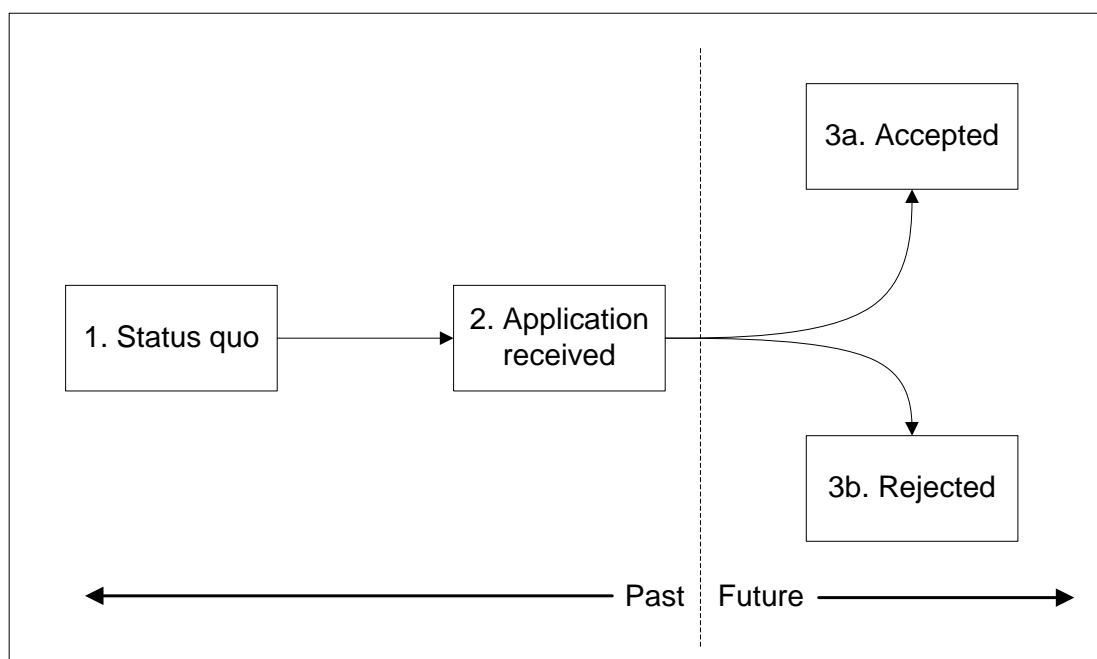 3a. Accepted
1. Status quo
2. Application
received
3b. Rejected
Past
Future